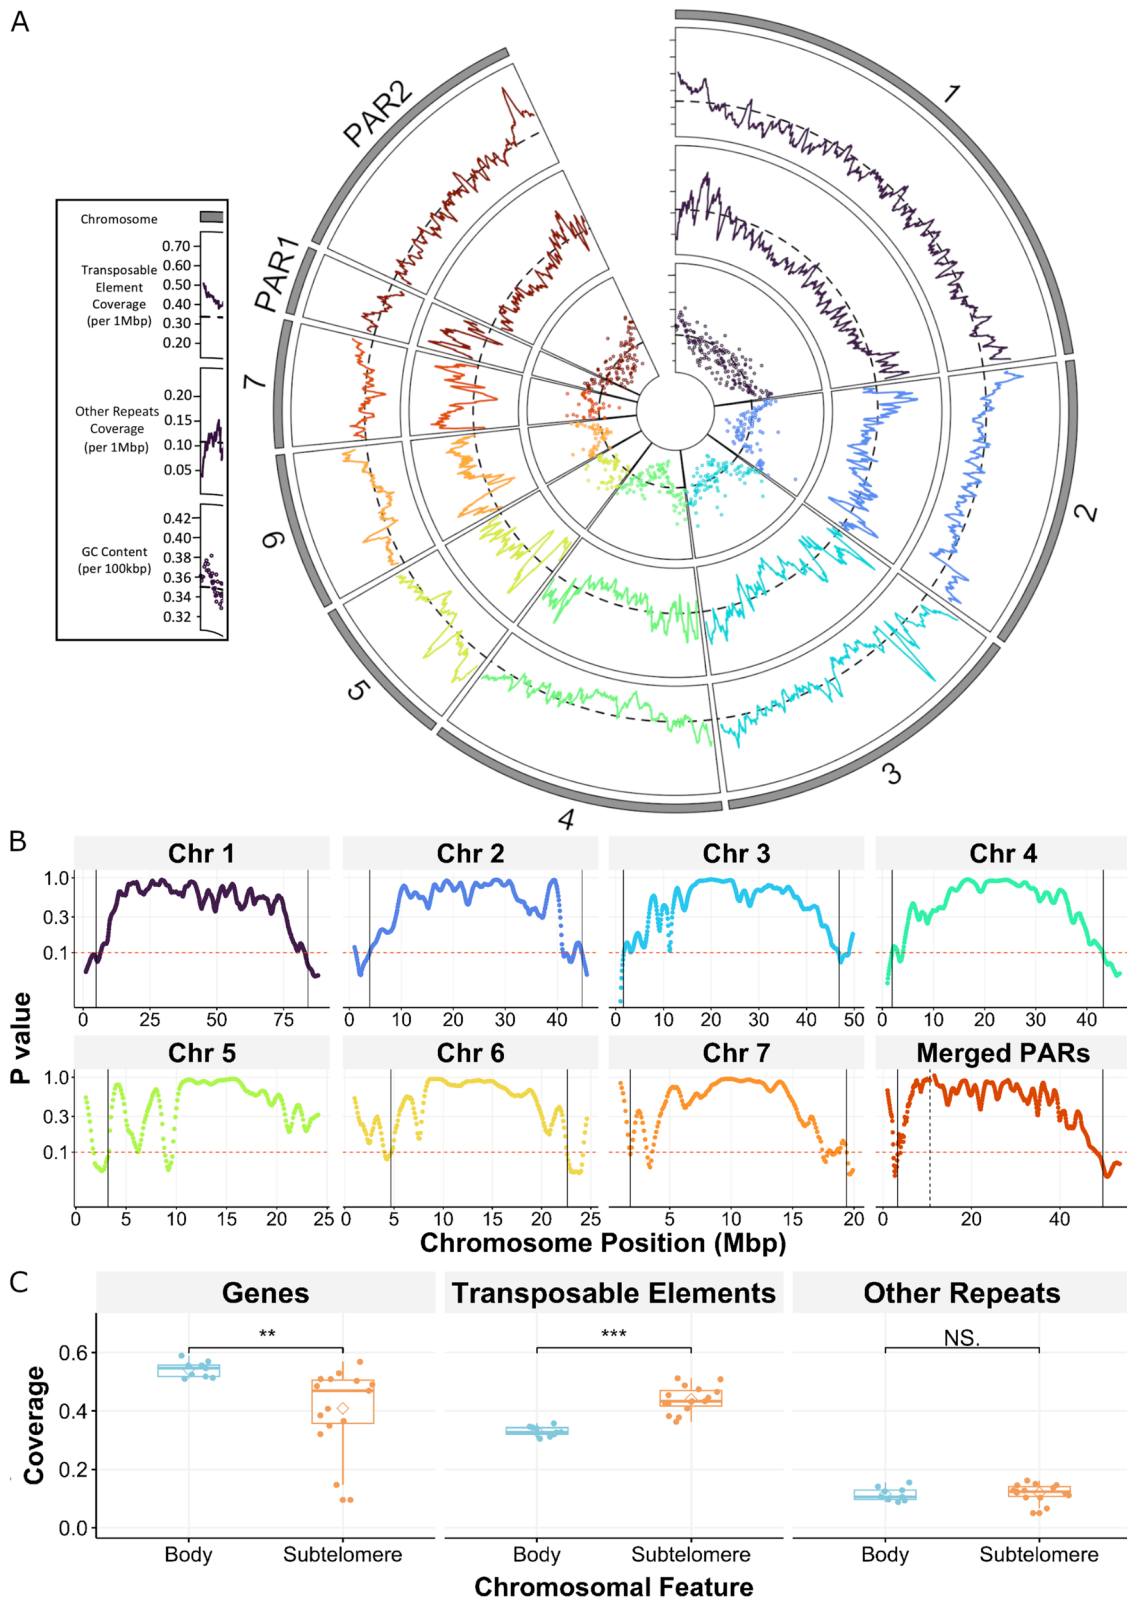 A
PAR2
PAR1
7
6
5
4
3
2
1
Chromosome
Transposable
Element
Coverage
(per 1Mbp)
0.70
0.60
0.50
0.40
0.30
0.20
Other Repeats
Coverage
(per 1Mbp)
0.20
0.15
0.10
0.05
GC Content
(per 100kbp)
0.42
0.40
0.38
0.36
0.34
0.32
B
Chr 1 Chr 2 Chr 3 Chr 4
1.0
0.3
0.1
0 25 50 75 0 10 20 30 40 0 10 20 30 40 50 0 10 20 30 40
P value
Chr 5 Chr 6 Chr 7 Merged PARs
1.0
0.3
0.1
0 5 10 15 20 25 0 5 10 15 20 25 5 10 15 20 0 20 40
Chromosome Position (Mbp)
C
Genes Transposable Elements Other Repeats
** *** NS.
0.6
0.4
0.2
0.0
Coverage
Body Subtelomere Body Subtelomere Body Subtelomere
Chromosomal Feature